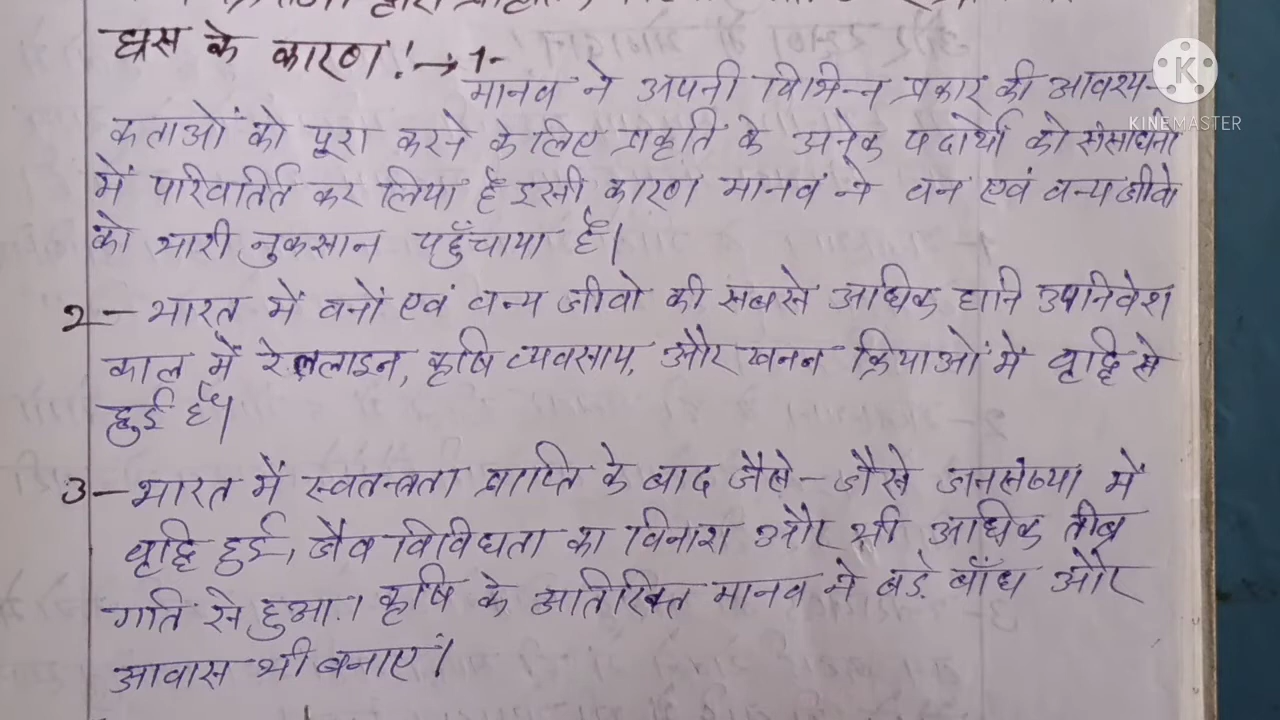 ह्रास के कारण! → 1-
मानव ने अपनी विभिन्न प्रकार की आवश्य-
कताओं को पूरा करने के लिए प्रकृति के अनेक पदार्थो को संसाधनो
में परिवर्तित कर लिया है इसी कारण मानव ने वन एवं वन्य जीवो
को भारी नुकसान पहुँचाया है।
2- भारत में वनों एवं वन्य जीवो की सबसे अधिक हानि उपनिवेश
काल में रेललाइन, कृषि व्यवसाय, और खनन क्रियाओं में वृद्धि से
हुई है।
3- भारत में स्वतन्त्रता प्राप्ति के बाद जैसे-जैसे जनसंख्या में
वृद्धि हुई, जैव विविधता का विनाश और भी अधिक तीव्र
गति से हुआ। कृषि के अतिरिक्त मानव ने बड़े बाँध और
आवास भी बनाए।
K
KINEMASTER